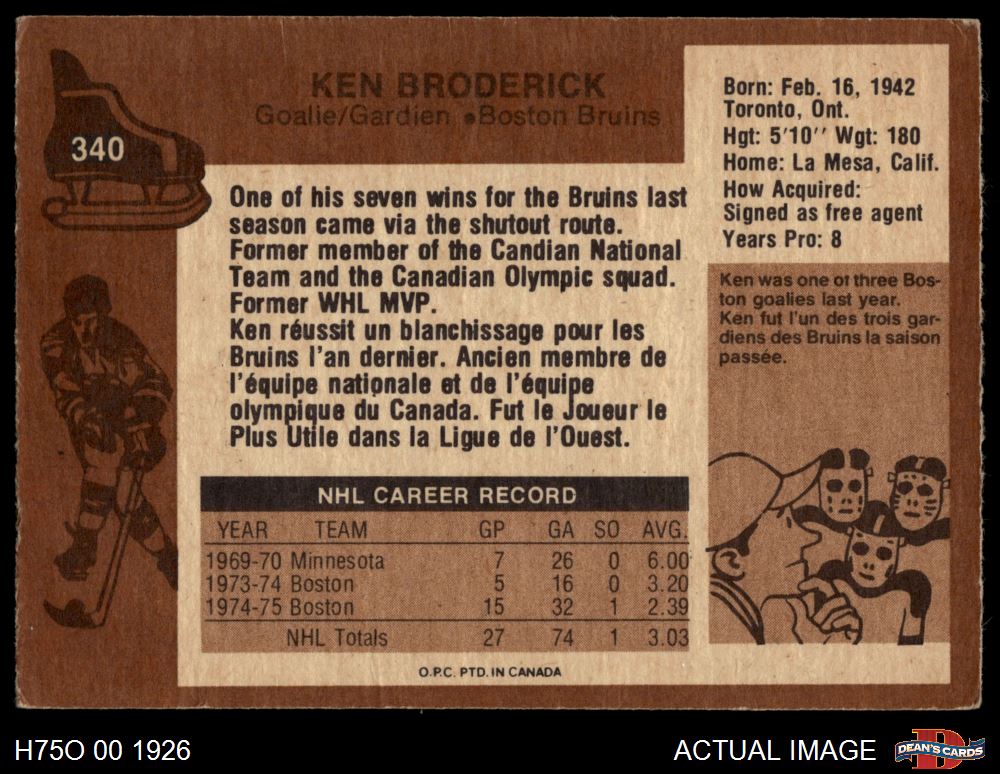 340
KEN BRODERICK
Goalie/Gardien •Boston Bruins
Born: Feb. 16, 1942
Toronto, Ont.
Hgt: 5'10'' Wgt: 180
Home: La Mesa, Calif.
How Acquired:
Signed as free agent
Years Pro: 8
One of his seven wins for the Bruins last
season came via the shutout route.
Former member of the Candian National
Team and the Canadian Olympic squad.
Former WHL MVP.
Ken réussit un blanchissage pour les
Bruins l'an dernier. Ancien membre de
l'équipe nationale et de l'équipe
olympique du Canada. Fut le Joueur le
Plus Utile dans la Ligue de l'Ouest.
Ken was one of three Bos-
ton goalies last year.
Ken fut l'un des trois gar-
diens des Bruins la saison
passée.
NHL CAREER RECORD
YEAR TEAM GP GA SO AVG.
1969-70 Minnesota 7 26 0 6.00
1973-74 Boston 5 16 0 3.20
1974-75 Boston 15 32 1 2.39
NHL Totals 27 74 1 3.03
O.P.C. PTD. IN CANADA
H75O 00 1926
ACTUAL IMAGE
D
DEAN'S CARDS